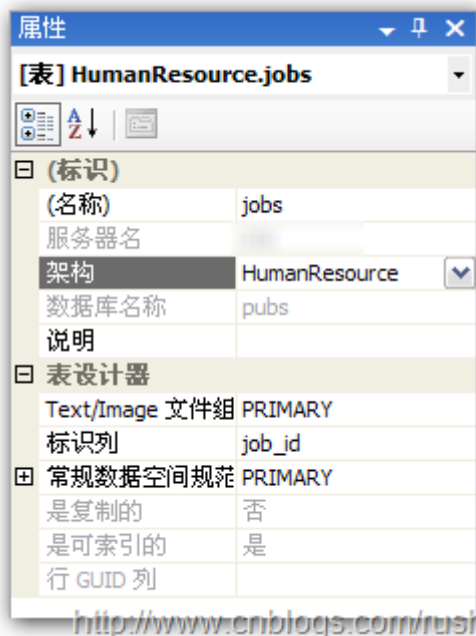 属性
[表] HumanResource.jobs
A
Z
(标识)
(名称) jobs
服务器名
架构 HumanResource
数据库名称 pubs
说明
表设计器
Text/Image 文件组 PRIMARY
标识列 job_id
常规数据空间规范 PRIMARY
是复制的 否
是可索引的 是
行 GUID 列
http://www.cnblogs.com/rush